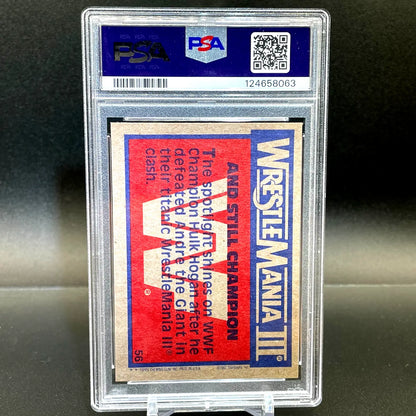 PSA
PSA
124658063
WRESTLEMANIA III
AND STILL CHAMPION
The spotlight shines on WWF
Champion Hulk Hogan after he
defeated Andre the Giant in
their titanic WrestleMania III
clash.
W
®
56